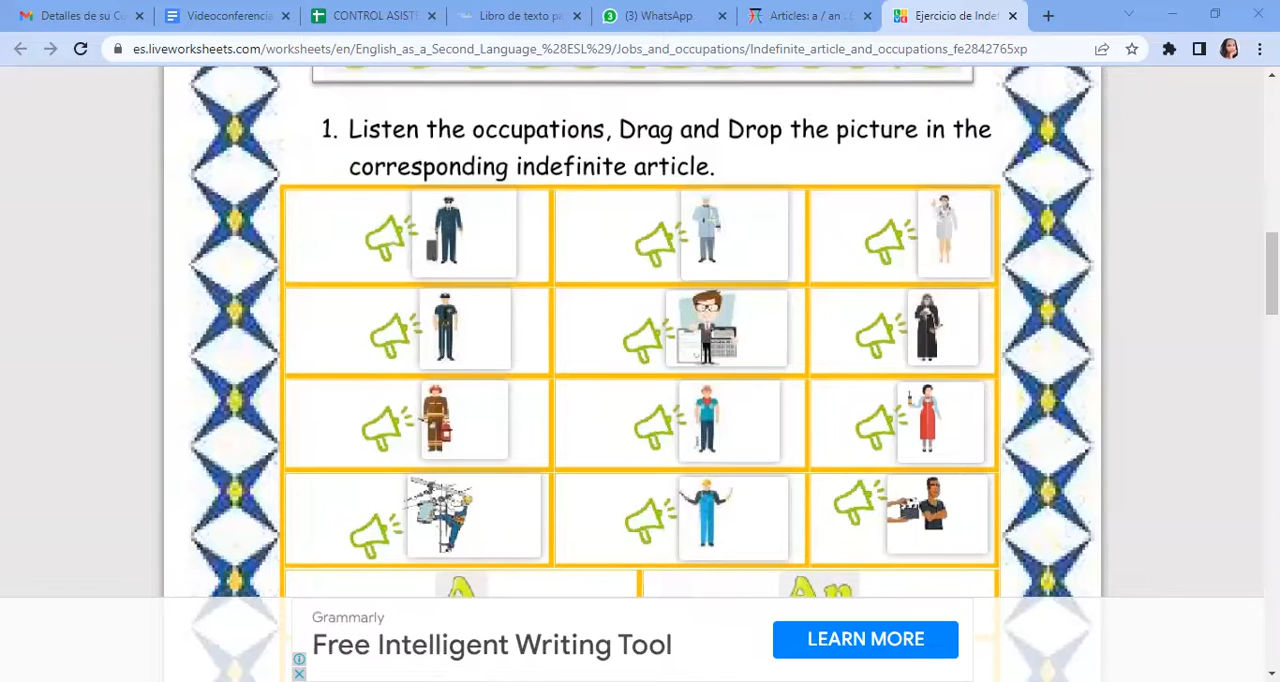 Detalles de su Co
Videoconferencia
CONTROL ASIST
Libro de texto pa
(3) WhatsApp
Articles: a / an
Ejercicio de Indef
es.liveworksheets.com/worksheets/en/English_as_a_Second_Language_%28ESL%29/Jobs_and_occupations/Indefinite_article_and_occupations_fe2842765xp
1. Listen the occupations, Drag and Drop the picture in the
corresponding indefinite article.
A An
Grammarly
Free Intelligent Writing Tool
LEARN MORE